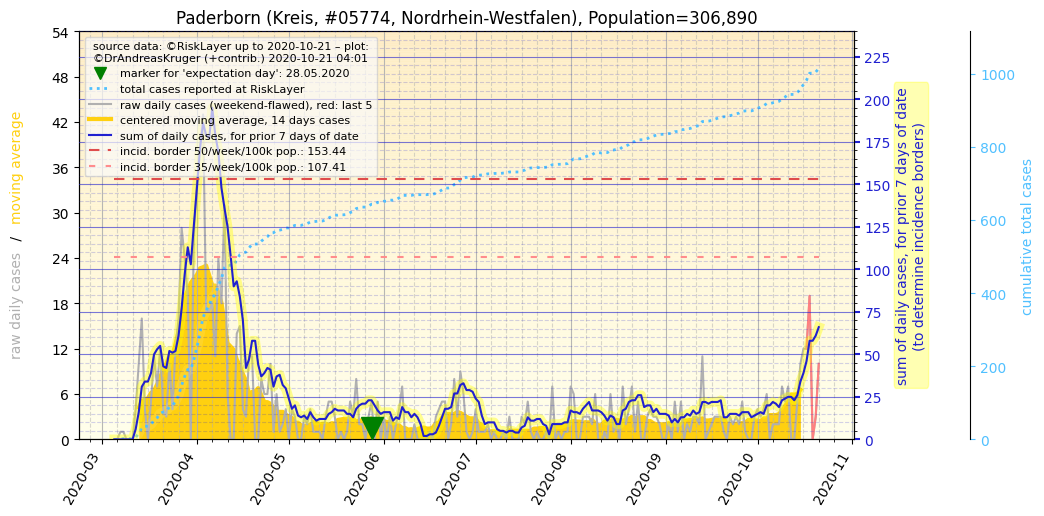 Paderborn (Kreis, #05774, Nordrhein-Westfalen), Population=306,890
source data: ©RiskLayer up to 2020-10-21 – plot:
©DrAndreasKruger (+contrib.) 2020-10-21 04:01
marker for 'expectation day': 28.05.2020
total cases reported at RiskLayer
raw daily cases (weekend-flawed), red: last 5
centered moving average, 14 days cases
sum of daily cases, for prior 7 days of date
incid. border 50/week/100k pop.: 153.44
incid. border 35/week/100k pop.: 107.41
raw daily cases / moving average
54
48
42
36
30
24
18
12
6
0
225
200
175
150
125
100
75
50
25
0
sum of daily cases, for prior 7 days of date
(to determine incidence borders)
1000
800
600
400
200
0
cumulative total cases
2020-03
2020-04
2020-05
2020-06
2020-07
2020-08
2020-09
2020-10
2020-11